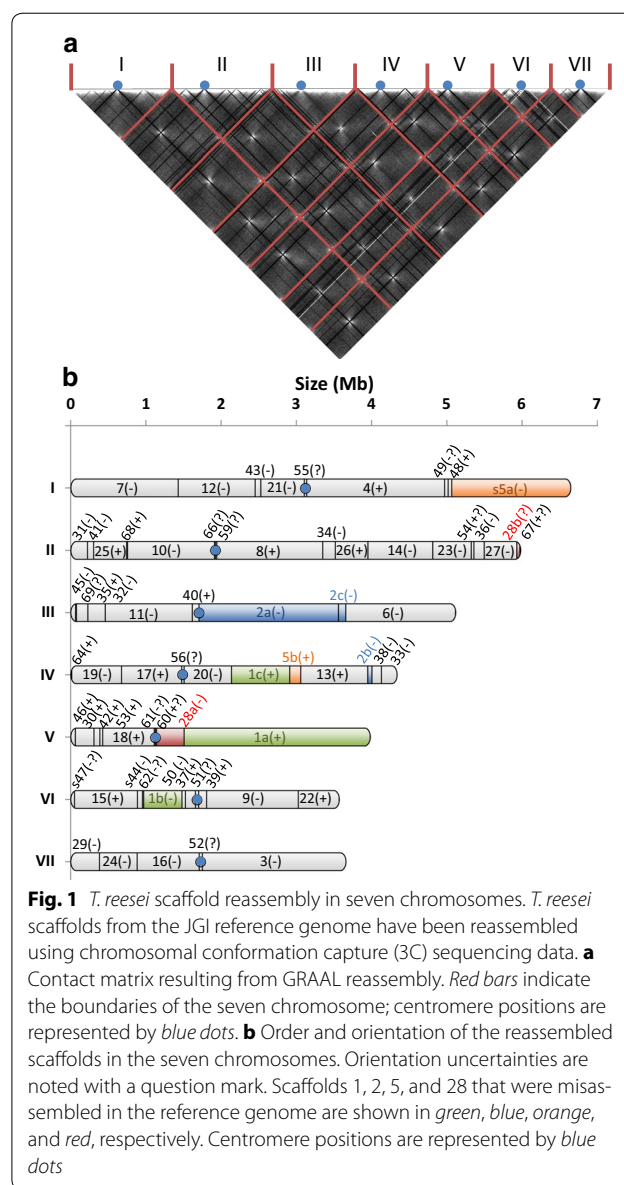 a
I II III IV V VI VII
b
Size (Mb)
0 1 2 3 4 5 6 7
I
7(-) 12(-) 43(-) 21(-) 55(?) 4(+) 49(-?) 48(+) s5a(-)
II
31(-) 41(-) 25(+) 68(+) 10(-) 66(?) 59(?) 8(+) 34(-) 26(+) 14(-) 23(-) 54(+?) 36(-) 27(-) 28b(?) 67(+?)
III
45(-) 69(?) 35(+) 32(-) 11(-) 40(+) 2a(-) 2c(-) 6(-)
IV
64(+) 19(-) 17(+) 56(?) 20(-) 1c(+) 5b(+) 13(+) 2b(-) 38(-) 33(-)
V
46(+) 30(+) 42(+) 53(+) 18(+) 61(-?) 60(+?) 28a(-) 1a(+)
VI
s47(-?) 15(+) s44(-) 62(-?) 1b(-) 50(-) 37(+) 51(?) 39(+) 9(-) 22(+)
VII
29(-) 24(-) 16(-) 52(?) 3(-)
Fig. 1 T. reesei scaffold reassembly in seven chromosomes. T. reesei
scaffolds from the JGI reference genome have been reassembled
using chromosomal conformation capture (3C) sequencing data. a
Contact matrix resulting from GRAAL reassembly. Red bars indicate
the boundaries of the seven chromosome; centromere positions are
represented by blue dots. b Order and orientation of the reassembled
scaffolds in the seven chromosomes. Orientation uncertainties are
noted with a question mark. Scaffolds 1, 2, 5, and 28 that were misas-
sembled in the reference genome are shown in green, blue, orange,
and red, respectively. Centromere positions are represented by blue
dots